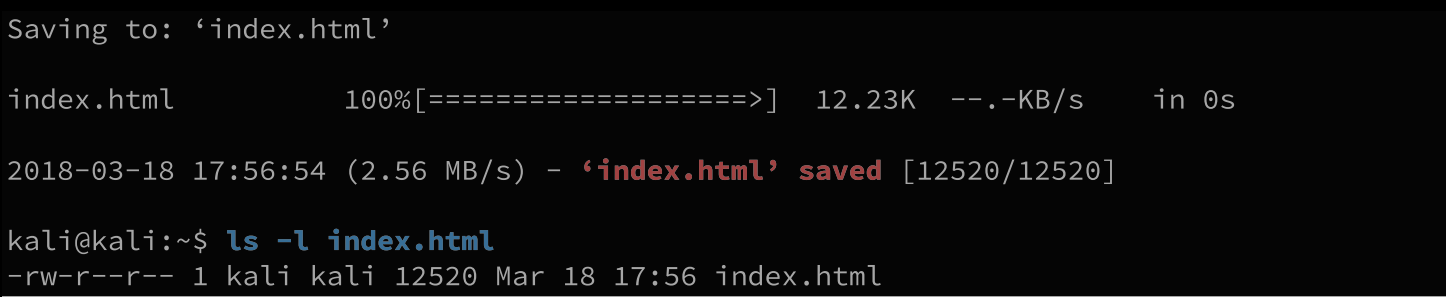 Saving to: ‘index.html’
index.html 100%[===================>] 12.23K --.-KB/s in 0s
2018-03-18 17:56:54 (2.56 MB/s) - ‘index.html’ saved [12520/12520]
kali@kali:~$ ls -l index.html
-rw-r--r-- 1 kali kali 12520 Mar 18 17:56 index.html